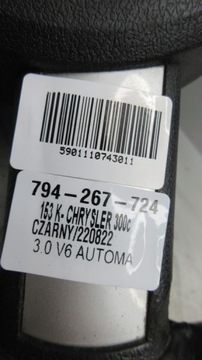 5901110743011
794-267-724
153 K- CHRYSLER 300c
CZARNY/220822
3.0 V6 AUTOMA